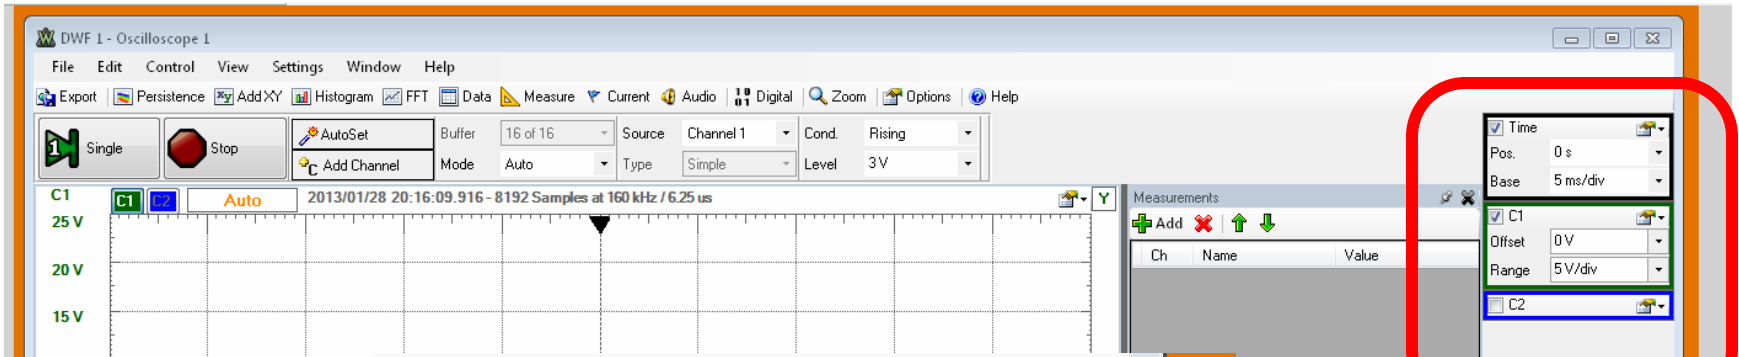 DWF 1 - Oscilloscope 1
File Edit Control View Settings Window Help
Export Persistence Add XY Histogram FFT Data Measure Current Audio Digital Zoom Options Help
Single Stop AutoSet Buffer 16 of 16 Source Channel 1 Cond. Rising
Add Channel Mode Auto Type Simple Level 3 V
C1 C1 C2 Auto 2013/01/28 20:16:09.916 - 8192 Samples at 160 kHz / 6.25 us Y
25 V
20 V
15 V
Measurements
Add
Ch Name Value
Time
Pos. 0 s
Base 5 ms/div
C1
Offset 0 V
Range 5 V/div
C2